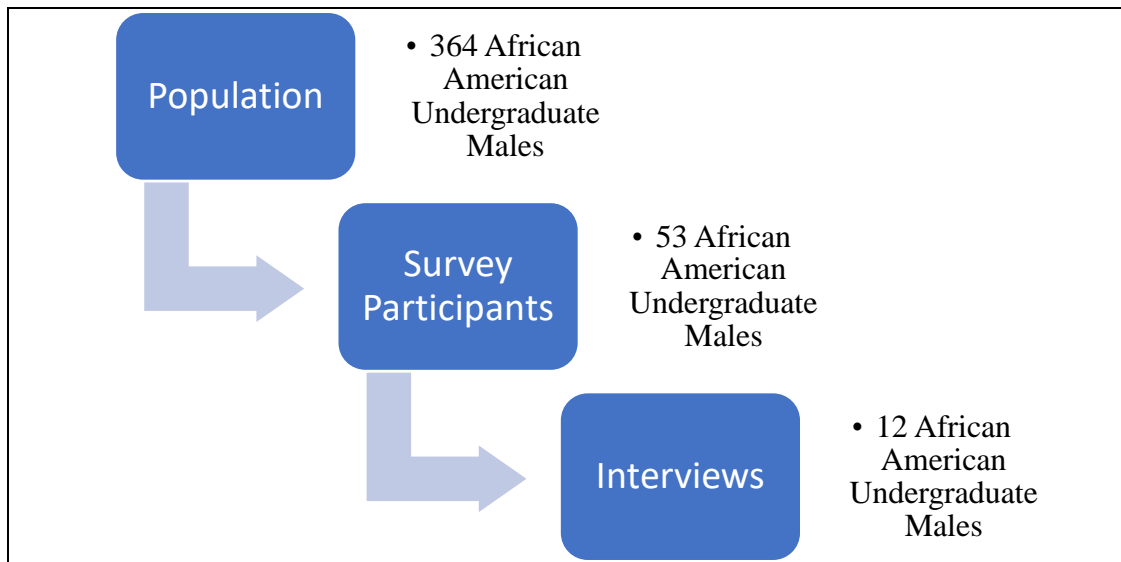 Population
• 364 African
American
Undergraduate
Males
Survey
Participants
• 53 African
American
Undergraduate
Males
Interviews
• 12 African
American
Undergraduate
Males